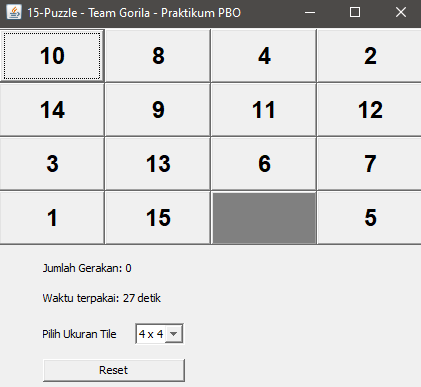 15-Puzzle - Team Gorila - Praktikum PBO
10 8 4 2
14 9 11 12
3 13 6 7
1 15 5
Jumlah Gerakan: 0
Waktu terpakai: 27 detik
Pilih Ukuran Tile 4 x 4
Reset